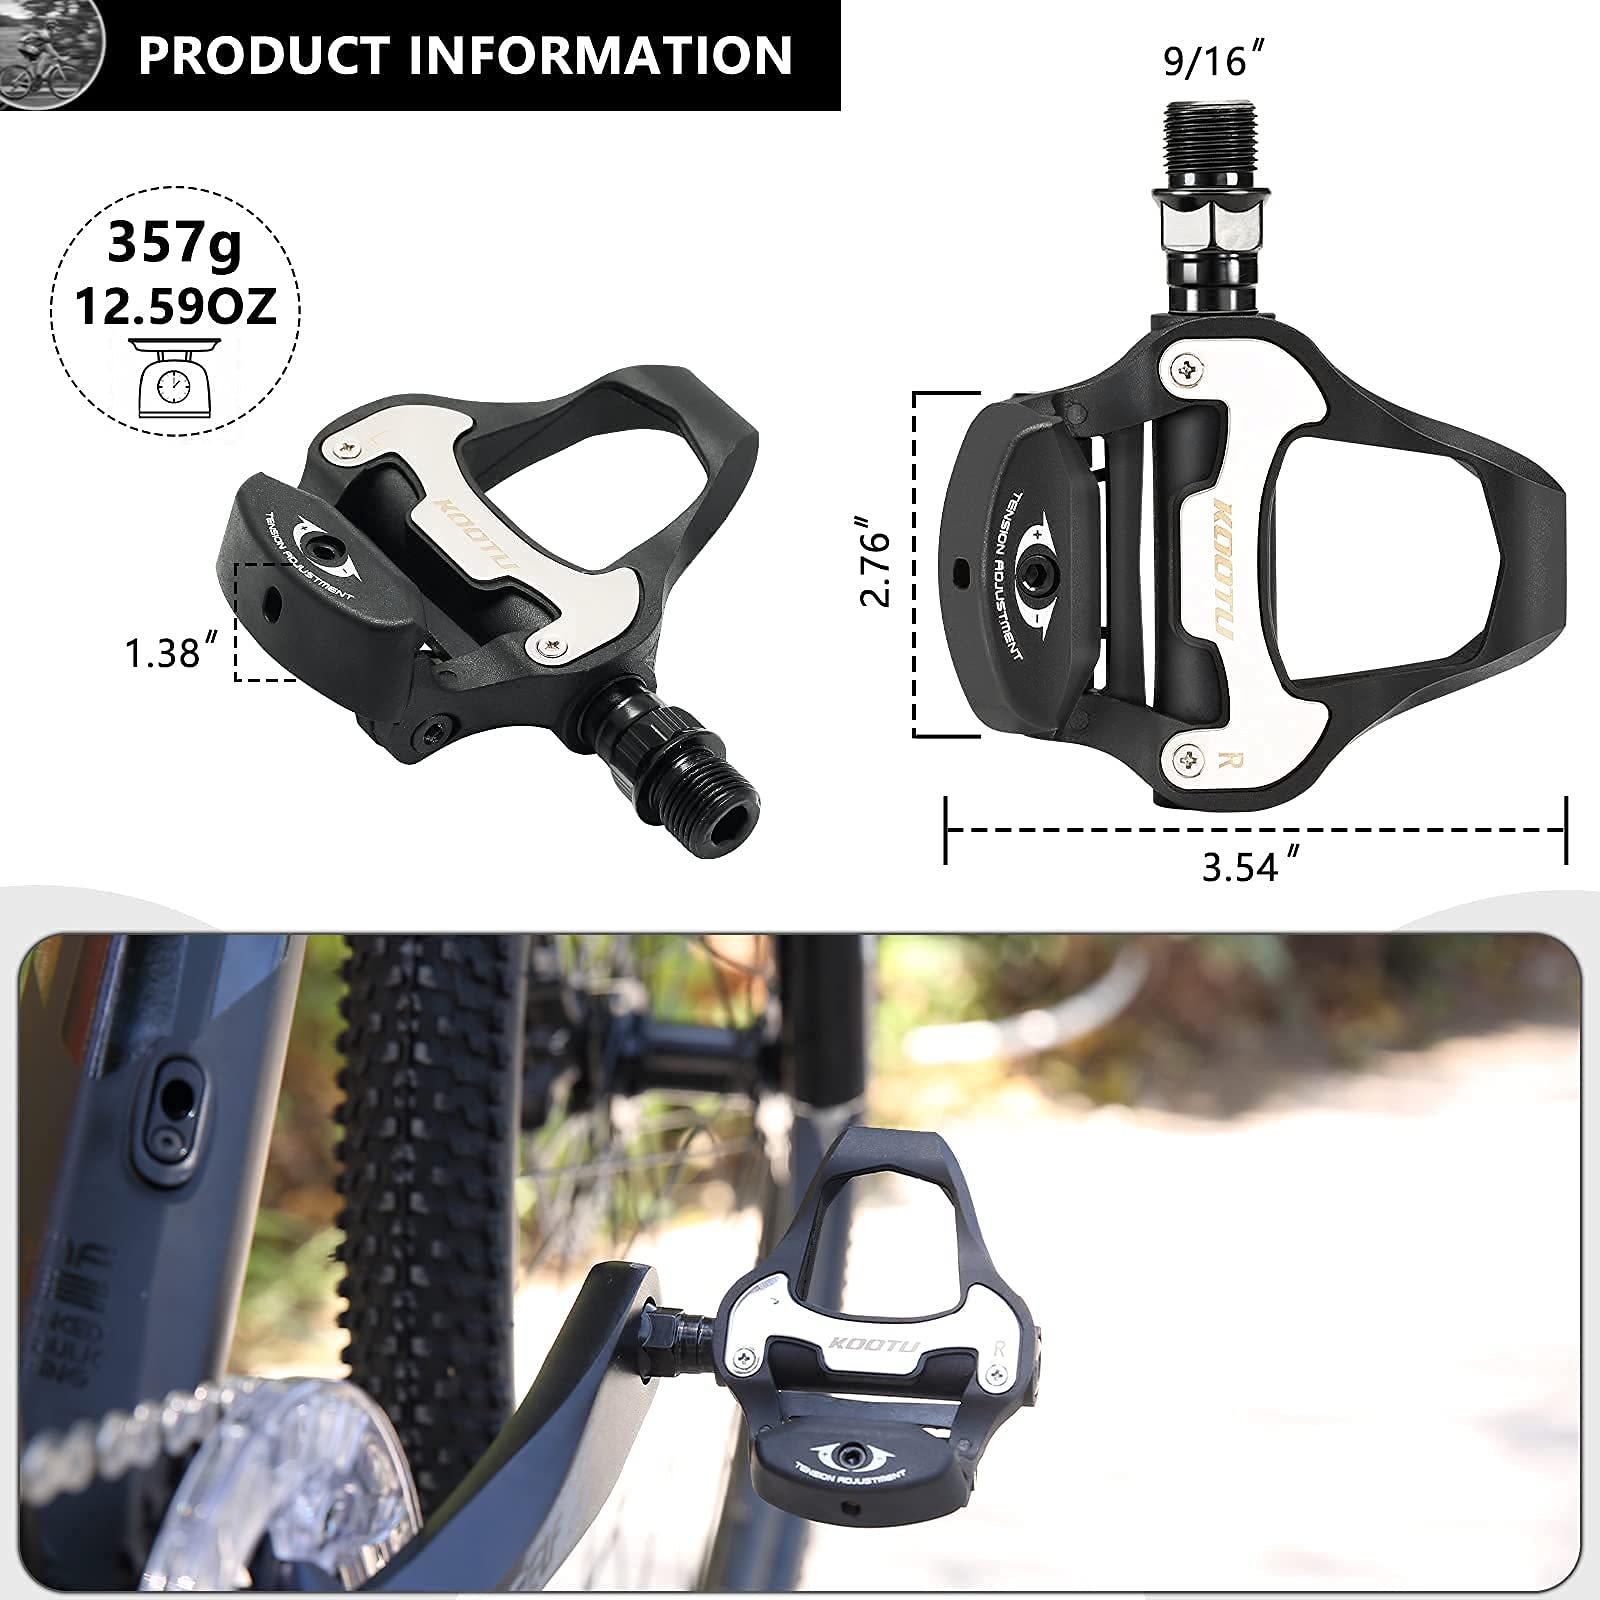 PRODUCT INFORMATION
9/16"
357g
12.59OZ
L
KOOTU
TENSION ADJUSTMENT
+
-
1.38"
2.76"
TENSION ADJUSTMENT
+
-
KOOTU
R
3.54"
KOOTU
R
TENSION ADJUSTMENT